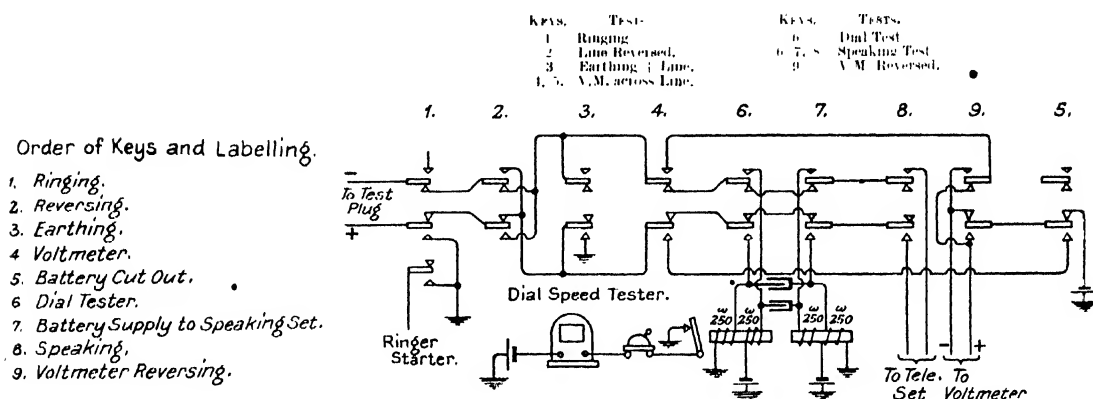 KEYS. TEST.
1 Ringing
2 Line Reversed.
3 Earthing + Line.
4, 5. V.M. across Line.
KEYS. TESTS.
6 Dial Test
6 7, 8 Speaking Test
9 V M Reversed.
1. 2. 3. 4. 6. 7. 8. 9. 5.
Order of Keys and Labelling.
1, Ringing.
2. Reversing.
3. Earthing.
4 Voltmeter.
5. Battery Cut Out.
6 Dial Tester.
7. Battery Supply to Speaking Set.
8. Speaking.
9. Voltmeter Reversing.
−
To Test
Plug
+
Ringer
Starter.
Dial Speed Tester.
ω ω ω ω
250 250 250 250
− +
To Tele. To
Set Voltmeter